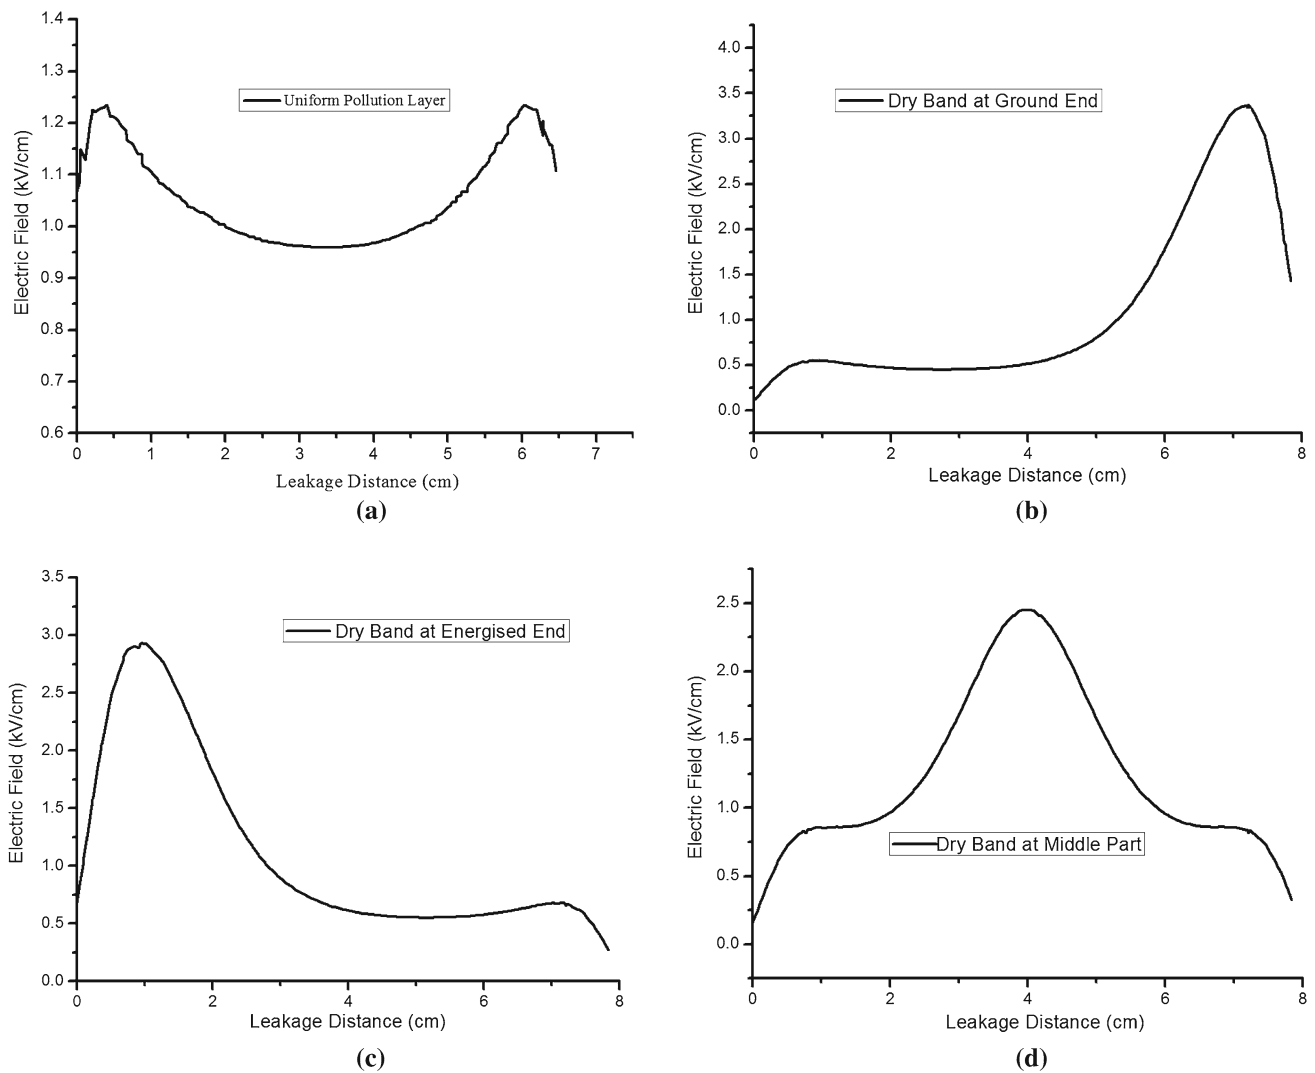 1.4
1.3
1.2
1.1
1.0
0.9
0.8
0.7
0.6
Electric Field (kV/cm)
Uniform Pollution Layer
0 1 2 3 4 5 6 7
Leakage Distance (cm)
(a)
4.0
3.5
3.0
2.5
2.0
1.5
1.0
0.5
0.0
Electric Field (kV/cm)
Dry Band at Ground End
0 2 4 6 8
Leakage Distance (cm)
(b)
3.5
3.0
2.5
2.0
1.5
1.0
0.5
0.0
Electric Field (kV/cm)
Dry Band at Energised End
0 2 4 6 8
Leakage Distance (cm)
(c)
2.5
2.0
1.5
1.0
0.5
0.0
Electric Field (kV/cm)
Dry Band at Middle Part
0 2 4 6 8
Leakage Distance (cm)
(d)